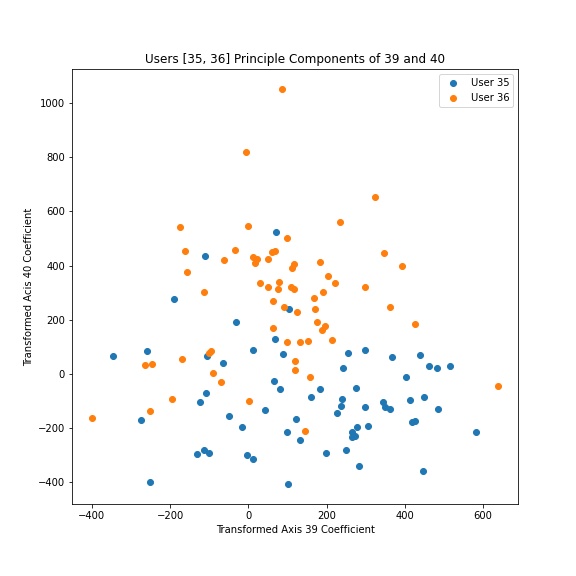 Users [35, 36] Principle Components of 39 and 40
User 35
User 36
Transformed Acis 40 Coefficient
1000
800
600
400
200
0
−200
−400
−400
−200
0
200
400
600
Transformed Axis 39 Coefficient